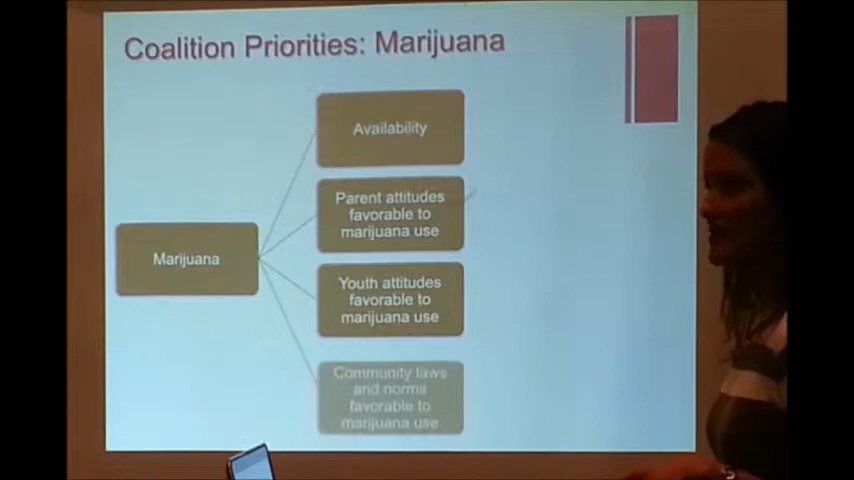 Coalition Priorities: Marijuana
Availability
Parent attitudes
favorable to
marijuana use
Marijuana
Youth attitudes
favorable to
marijuana use
Community laws
and norms
favorable to
marijuana use